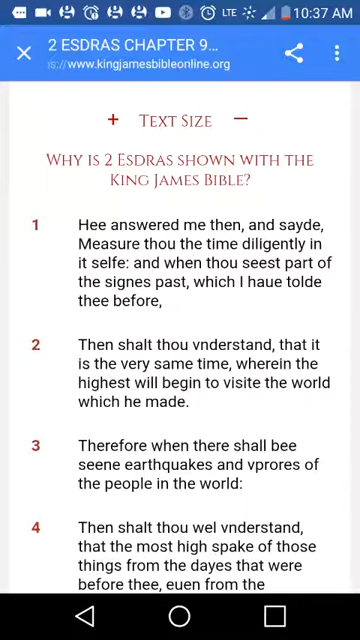 LTE 10:37 AM
2 ESDRAS CHAPTER 9...
s://www.kingjamesbibleonline.org
+ TEXT SIZE −
WHY IS 2 ESDRAS SHOWN WITH THE
KING JAMES BIBLE?
1 Hee answered me then, and sayde,
Measure thou the time diligently in
it selfe: and when thou seest part of
the signes past, which I haue tolde
thee before,
2 Then shalt thou vnderstand, that it
is the very same time, wherein the
highest will begin to visite the world
which he made.
3 Therefore when there shall bee
seene earthquakes and vprores of
the people in the world:
4 Then shalt thou wel vnderstand,
that the most high spake of those
things from the dayes that were
before thee, euen from the